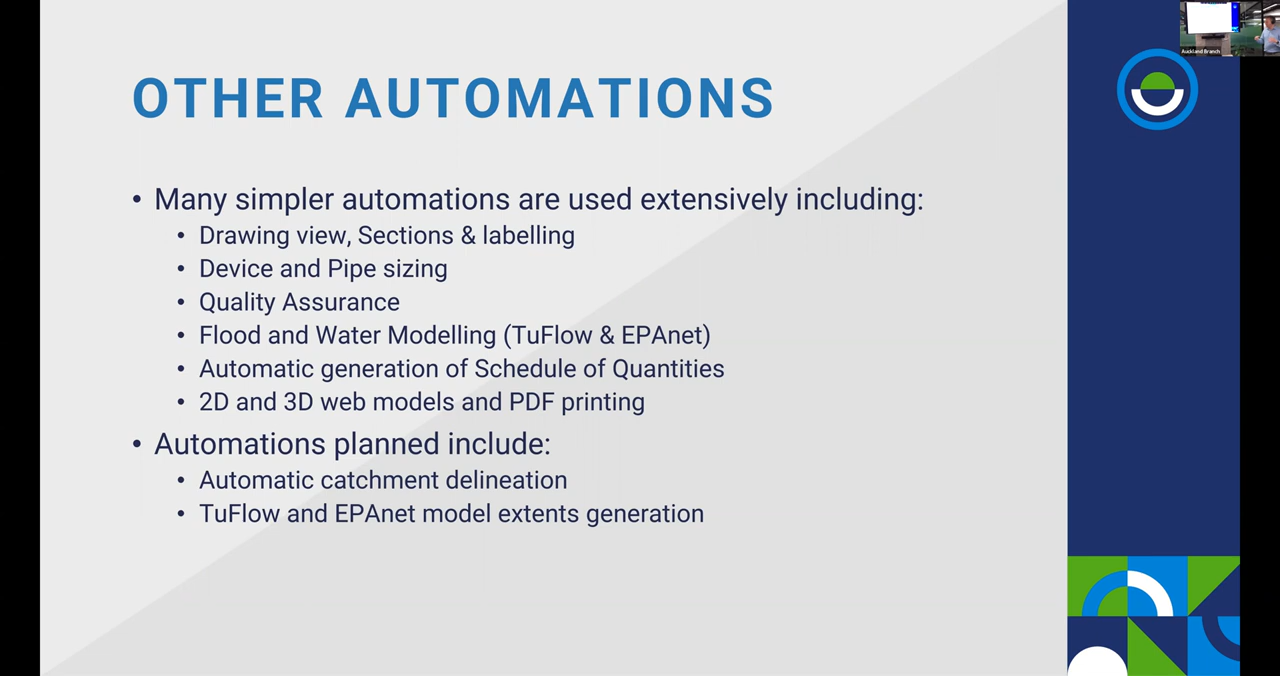 Auckland Branch
OTHER AUTOMATIONS
• Many simpler automations are used extensively including:
• Drawing view, Sections & labelling
• Device and Pipe sizing
• Quality Assurance
• Flood and Water Modelling (TuFlow & EPAnet)
• Automatic generation of Schedule of Quantities
• 2D and 3D web models and PDF printing
• Automations planned include:
• Automatic catchment delineation
• TuFlow and EPAnet model extents generation